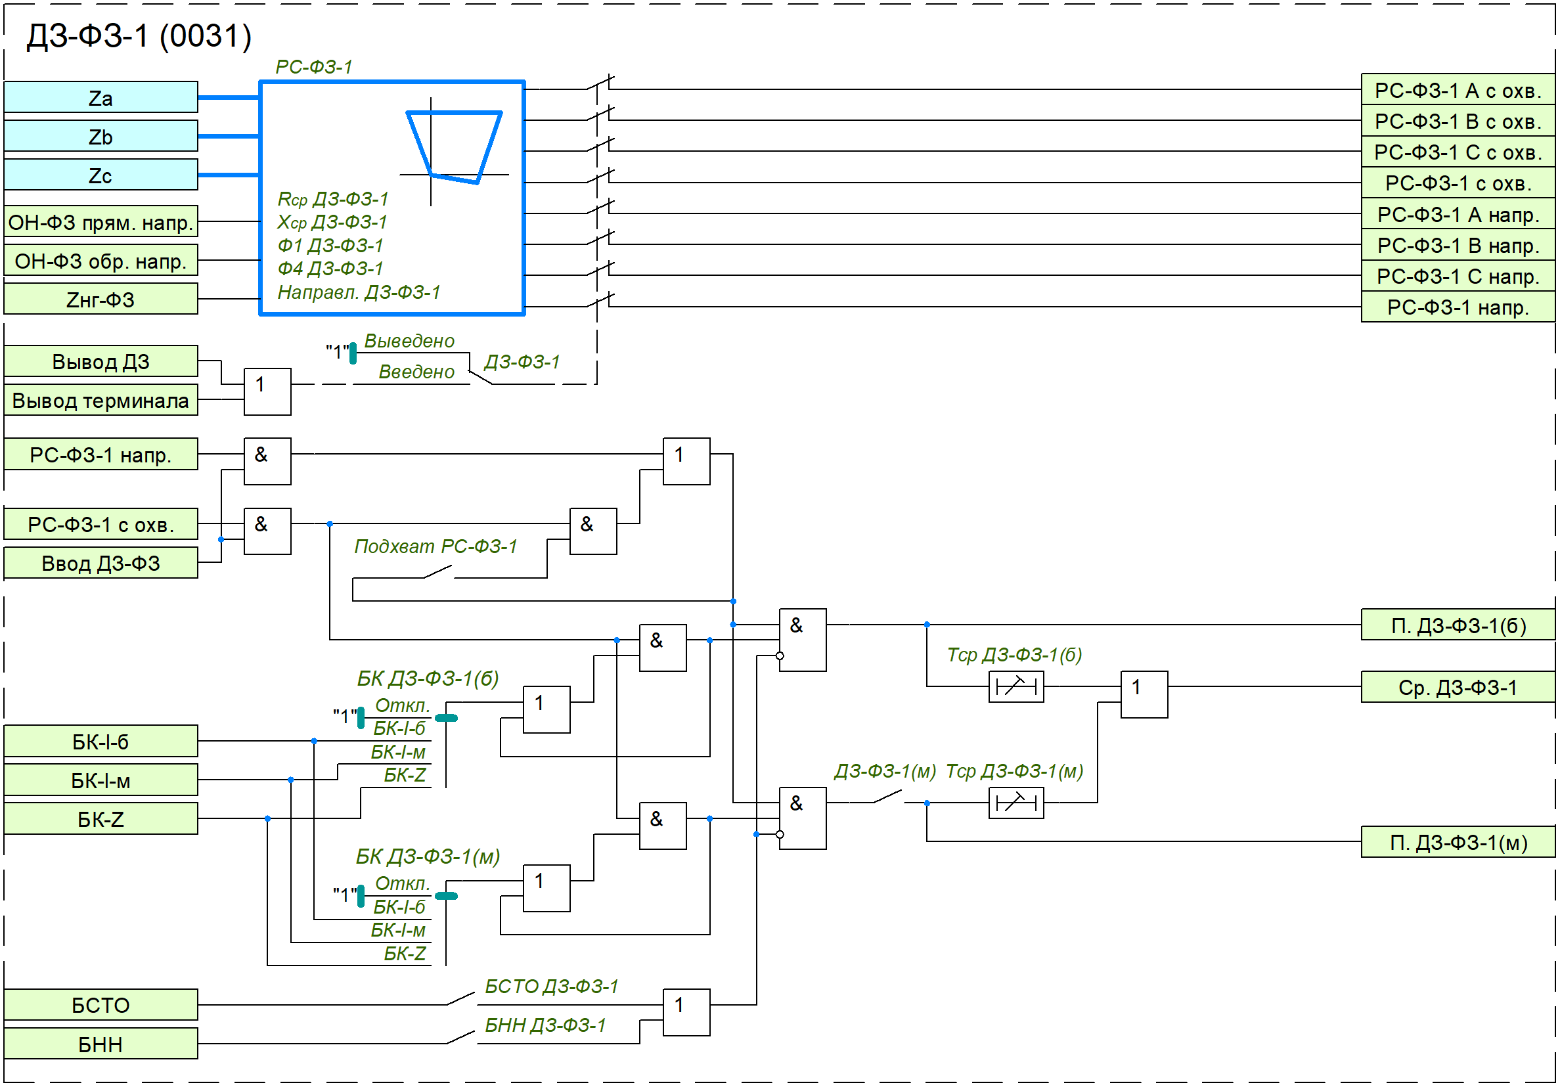 ДЗ-ФЗ-1 (0031)
РС-ФЗ-1
Za
Zb
Zc
ОН-ФЗ прям. напр.
ОН-ФЗ обр. напр.
Zнг-ФЗ
Rср ДЗ-ФЗ-1
Xср ДЗ-ФЗ-1
Ф1 ДЗ-ФЗ-1
Ф4 ДЗ-ФЗ-1
Направл. ДЗ-ФЗ-1
РС-ФЗ-1 А с охв.
РС-ФЗ-1 В с охв.
РС-ФЗ-1 С с охв.
РС-ФЗ-1 с охв.
РС-ФЗ-1 А напр.
РС-ФЗ-1 В напр.
РС-ФЗ-1 С напр.
РС-ФЗ-1 напр.
Вывод ДЗ
Вывод терминала
1
"1"
Выведено
Введено
ДЗ-ФЗ-1
РС-ФЗ-1 напр.
&
1
РС-ФЗ-1 с охв.
&
&
Ввод ДЗ-ФЗ
Подхват РС-ФЗ-1
&
&
П. ДЗ-ФЗ-1(б)
Тср ДЗ-ФЗ-1(б)
1
Ср. ДЗ-ФЗ-1
БК ДЗ-ФЗ-1(б)
"1"
Откл.
БК-I-б
БК-I-м
БК-Z
1
БК-I-б
БК-I-м
БК-Z
ДЗ-ФЗ-1(м)
Тср ДЗ-ФЗ-1(м)
&
&
П. ДЗ-ФЗ-1(м)
БК ДЗ-ФЗ-1(м)
"1"
Откл.
БК-I-б
БК-I-м
БК-Z
1
БСТО
БСТО ДЗ-ФЗ-1
1
БНН
БНН ДЗ-ФЗ-1